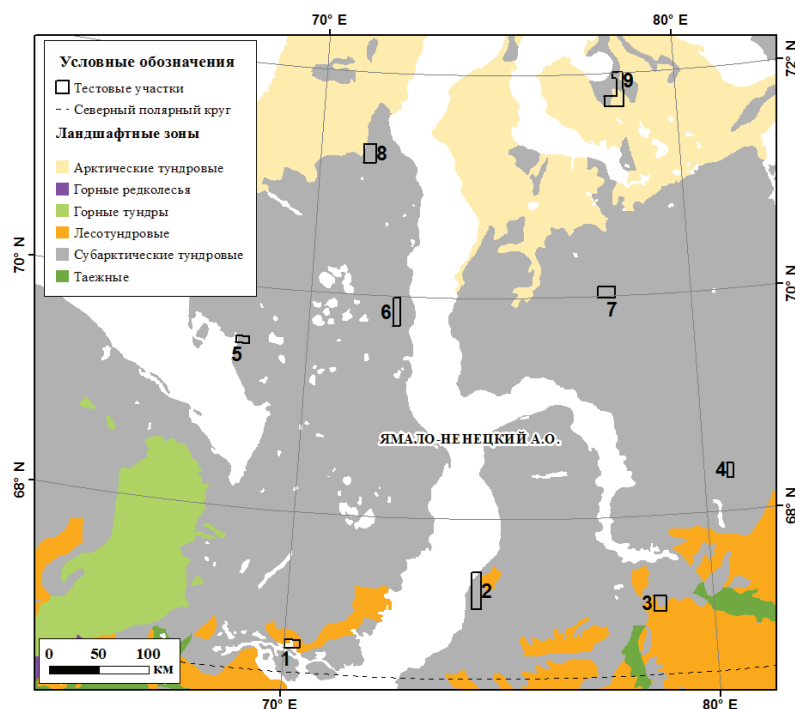 70° E
80° E
72° N
Условные обозначения
Тестовые участки
Северный полярный круг
Ландшафтные зоны
Арктические тундровые
Горные редколесья
Горные тундры
Лесотундровые
Субарктические тундровые
Таежные
9
8
70° N
70° N
6
7
5
ЯМАЛО-НЕНЕЦКИЙ А.О.
4
68° N
68° N
2
3
1
0 50 100
км
70° E
80° E